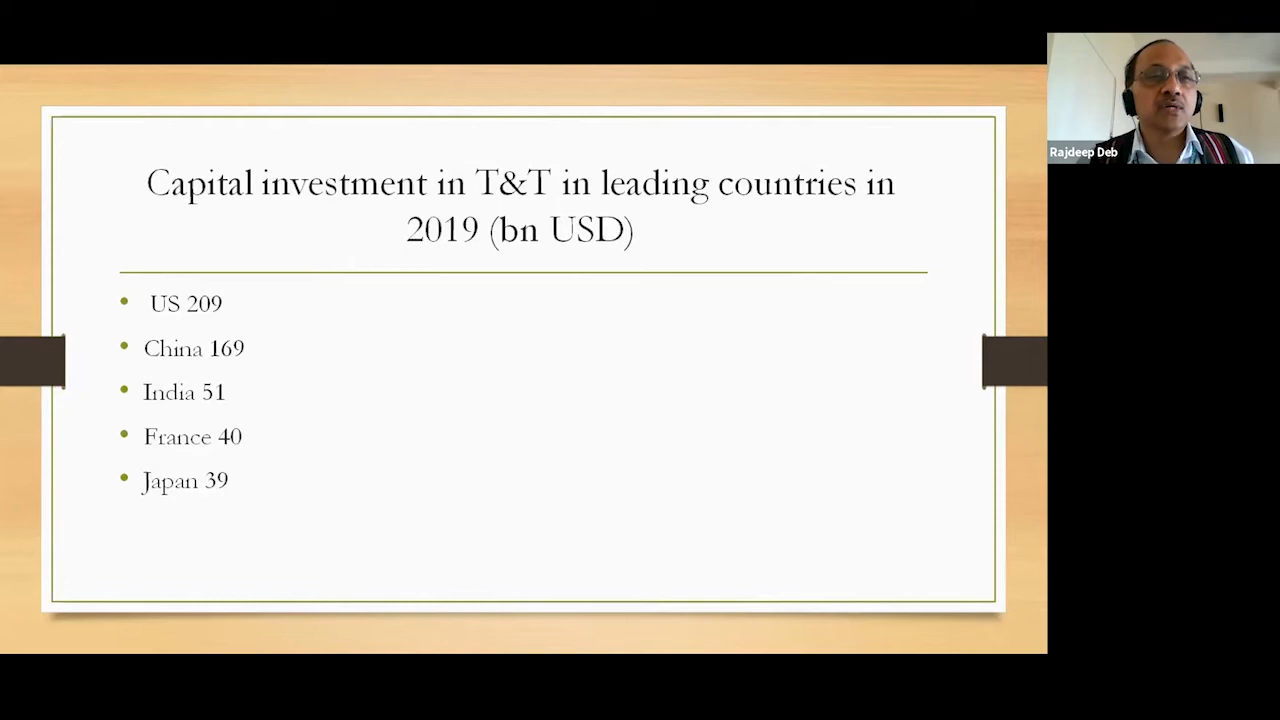 Capital investment in T&T in leading countries in
2019 (bn USD)
• US 209
• China 169
• India 51
• France 40
• Japan 39
Rajdeep Deb